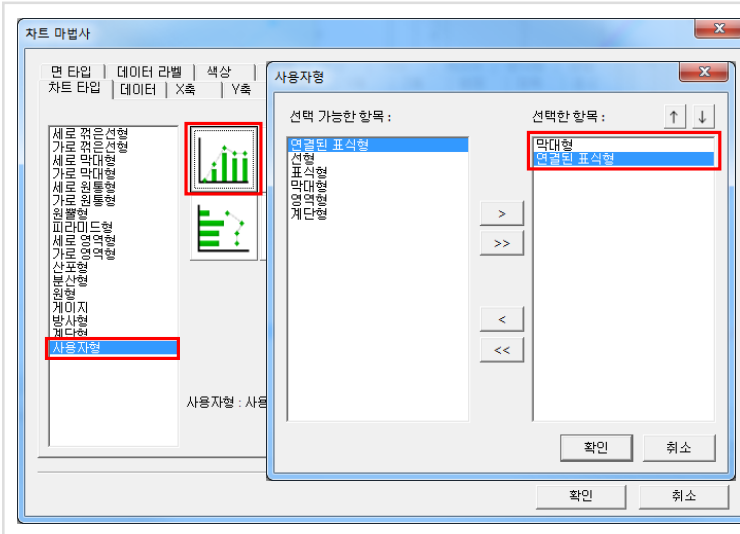 차트 마법사
면 타입 데이터 라벨 색상
차트 타입 데이터 X축 Y축
세로 꺾은선형
가로 꺾은선형
세로 막대형
가로 막대형
세로 원통형
가로 원통형
원뿔형
피라미드형
세로 영역형
가로 영역형
산포형
분산형
원형
게이지
방사형
계단형
사용자형
사용자형 : 사용
사용자형
선택 가능한 항목 :
연결된 표식형
선형
표식형
막대형
영역형
계단형
>
>>
<
<<
선택한 항목 :
↑ ↓
막대형
연결된 표식형
확인 취소
확인 취소